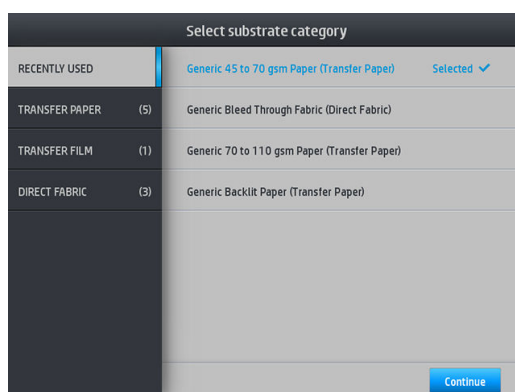 Select substrate category
RECENTLY USED
TRANSFER PAPER (5)
TRANSFER FILM (1)
DIRECT FABRIC (3)
Generic 45 to 70 gsm Paper (Transfer Paper) Selected
Generic Bleed Through Fabric (Direct Fabric)
Generic 70 to 110 gsm Paper (Transfer Paper)
Generic Backlit Paper (Transfer Paper)
Continue